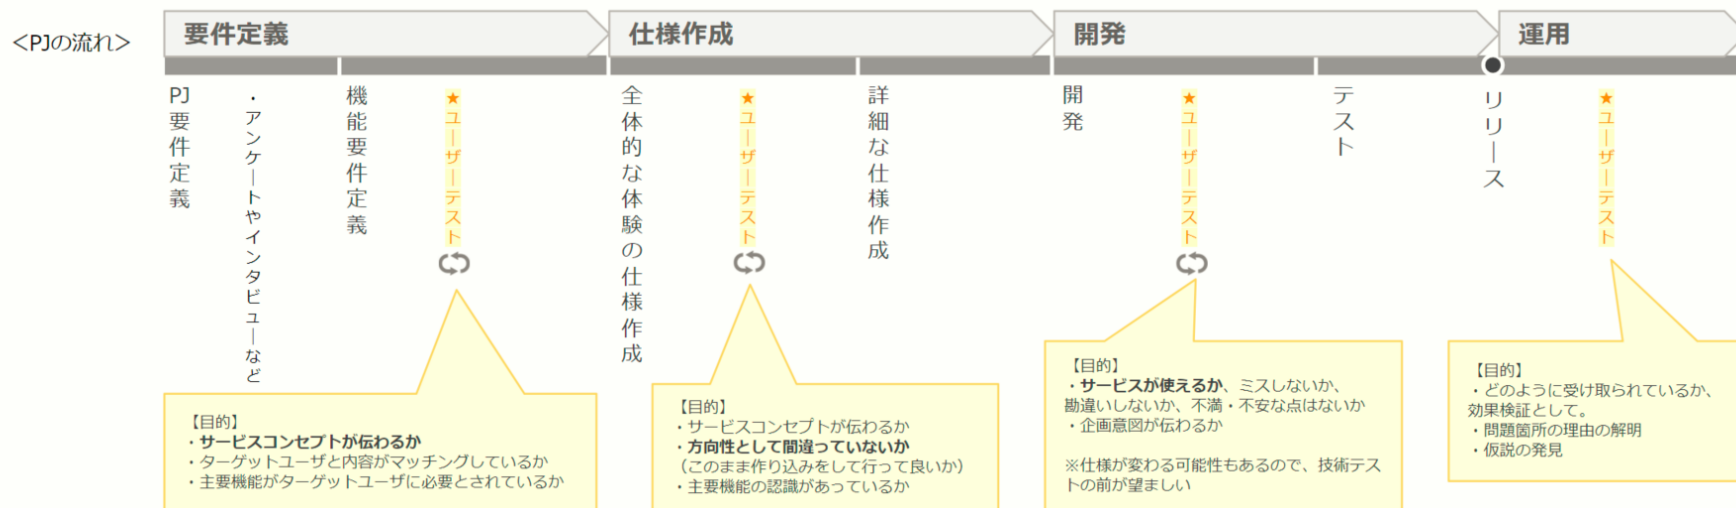 ＜PJの流れ＞
要件定義
仕様作成
開発
運用
PJ要件定義
・アンケートやインタビューなど
機能要件定義
★ユーザーテスト
全体的な体験の仕様作成
★ユーザーテスト
詳細な仕様作成
開発
★ユーザーテスト
テスト
リリース
★ユーザーテスト
【目的】
・サービスコンセプトが伝わるか
・ターゲットユーザと内容がマッチングしているか
・主要機能がターゲットユーザに必要とされているか
【目的】
・サービスコンセプトが伝わるか
・方向性として間違っていないか
（このまま作り込みをして行って良いか）
・主要機能の認識があっているか
【目的】
・サービスが使えるか、ミスしないか、
勘違いしないか、不満・不安な点はないか
・企画意図が伝わるか
※仕様が変わる可能性もあるので、技術テス
トの前が望ましい
【目的】
・どのように受け取られているか、
効果検証として。
・問題箇所の理由の解明
・仮説の発見